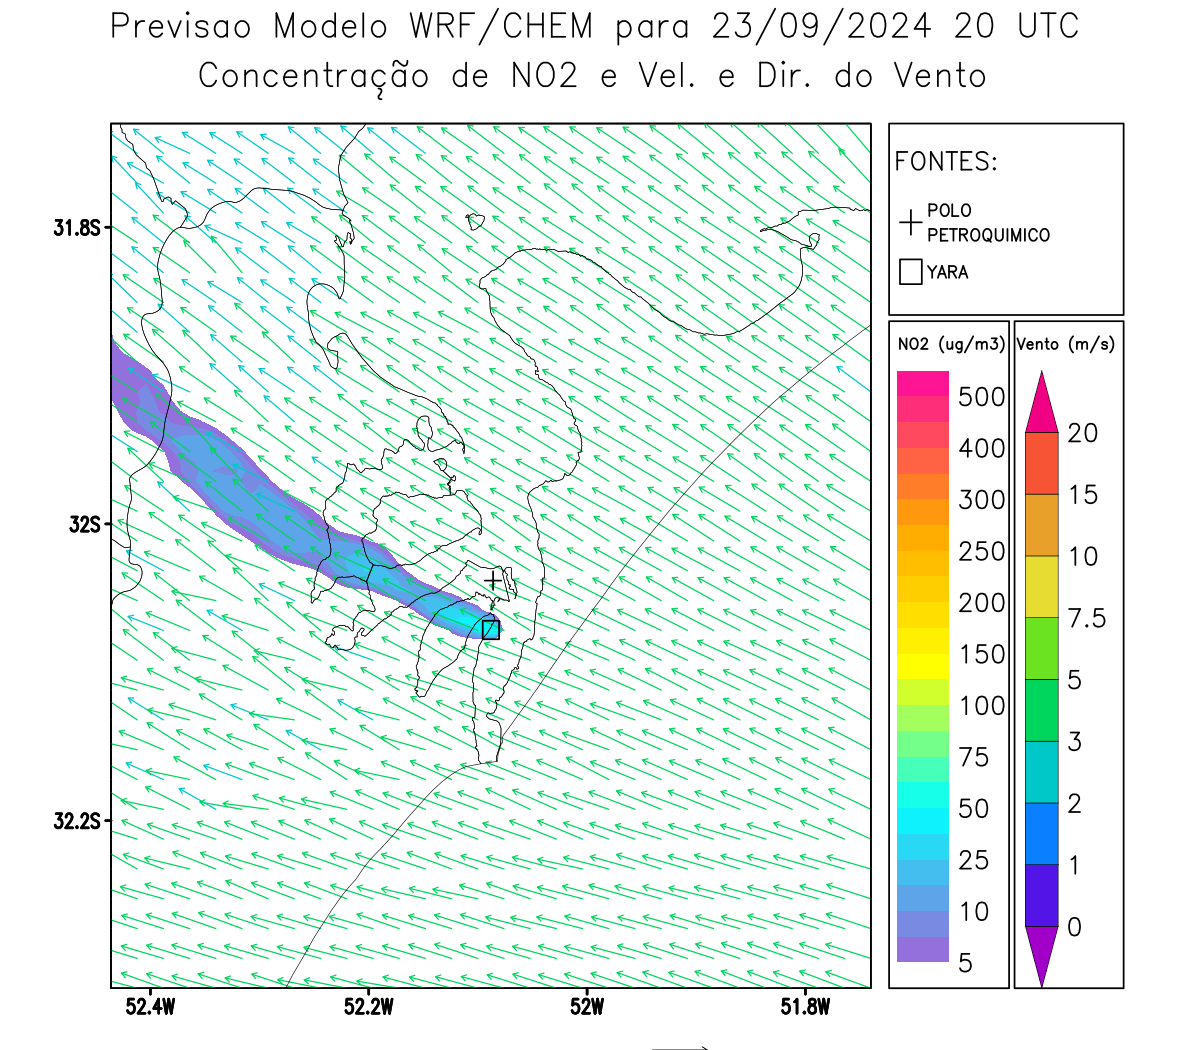 Previsao Modelo WRF/CHEM para 23/09/2024 20 UTC
Concentração de NO2 e Vel. e Dir. do Vento
FONTES:
POLO
PETROQUIMICO
YARA
NO2 (ug/m3)
500
400
300
250
200
150
100
75
50
25
10
5
Vento (m/s)
20
15
10
7.5
5
3
2
1
0
31.8S
32S
32.2S
52.4W
52.2W
52W
51.8W